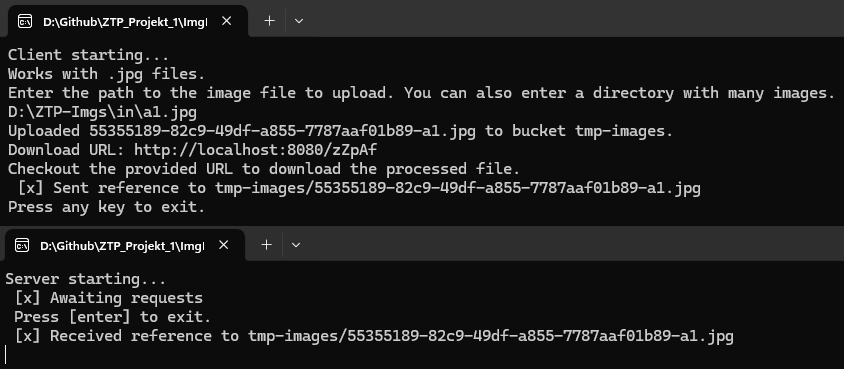 D:\Github\ZTP_Projekt_1\ImgI
Client starting...
Works with .jpg files.
Enter the path to the image file to upload. You can also enter a directory with many images.
D:\ZTP-Imgs\in\a1.jpg
Uploaded 55355189-82c9-49df-a855-7787aaf01b89-a1.jpg to bucket tmp-images.
Download URL: http://localhost:8080/zZpAf
Checkout the provided URL to download the processed file.
[x] Sent reference to tmp-images/55355189-82c9-49df-a855-7787aaf01b89-a1.jpg
Press any key to exit.
D:\Github\ZTP_Projekt_1\ImgI
Server starting...
[x] Awaiting requests
Press [enter] to exit.
[x] Received reference to tmp-images/55355189-82c9-49df-a855-7787aaf01b89-a1.jpg